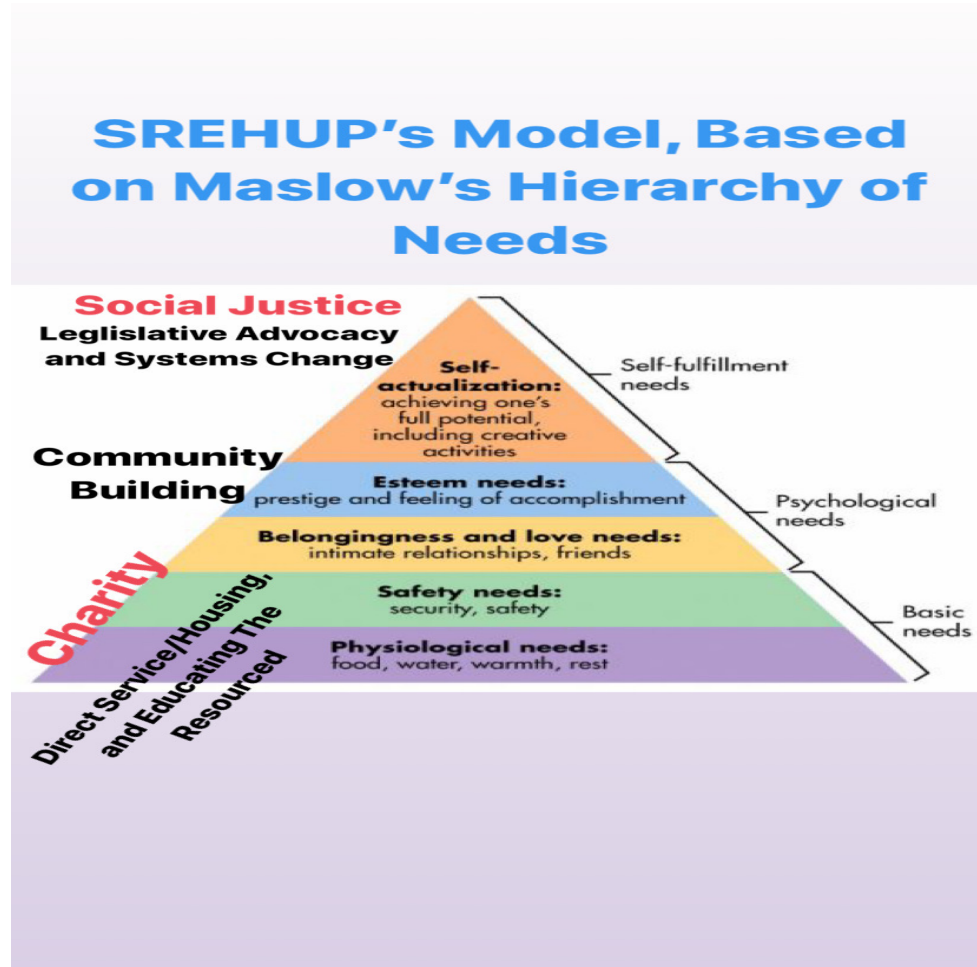 SREHUP’s Model, Based
on Maslow’s Hierarchy of
Needs
Social Justice
Leglislative Advocacy
and Systems Change
Community
Building
Charity
Direct Service/Housing,
and Educating The
Resourced
Self-
actualization:
achieving one’s
full potential,
including creative
activities
Esteem needs:
prestige and feeling of accomplishment
Belongingness and love needs:
intimate relationships, friends
Safety needs:
security, safety
Physiological needs:
food, water, warmth, rest
Self-fulfillment
needs
Psychological
needs
Basic
needs